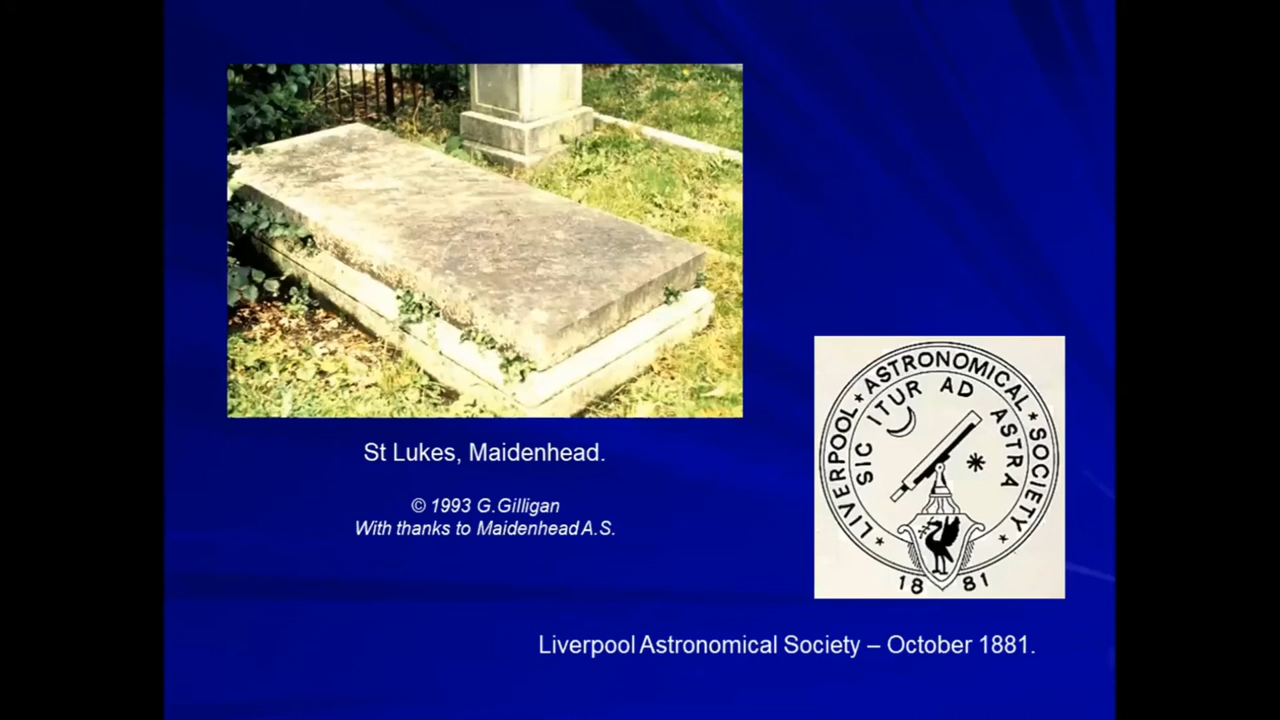 St Lukes, Maidenhead.
© 1993 G.Gilligan
With thanks to Maidenhead A.S.
LIVERPOOL ★ ASTRONOMICAL ★ SOCIETY
SIC ITUR AD ASTRA
18 81
Liverpool Astronomical Society – October 1881.